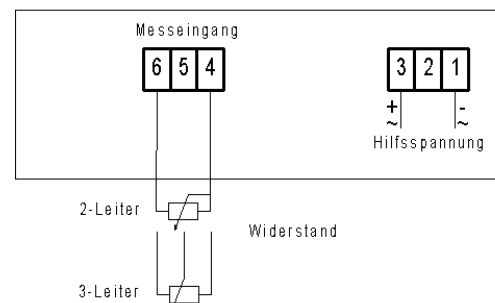 Messeingang
6 5 4
3 2 1
+ -
~ ~
Hilfsspannung
2-Leiter
Widerstand
3-Leiter